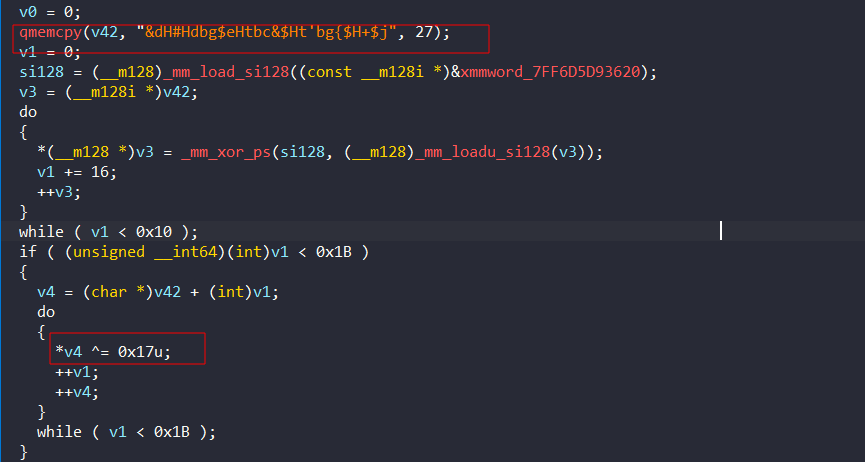 v0 = 0;
qmemcpy(v42, "&dH#Hdbg$eHtbc&$Ht'bg{$H+$j", 27);
v1 = 0;
si128 = (__m128)_mm_load_si128((const __m128i *)&xmmword_7FF6D5D93620);
v3 = (__m128i *)v42;
do
{
*(__m128 *)v3 = _mm_xor_ps(si128, (__m128)_mm_loadu_si128(v3));
v1 += 16;
++v3;
}
while ( v1 < 0x10 );
if ( (unsigned __int64)(int)v1 < 0x1B )
{
v4 = (char *)v42 + (int)v1;
do
{
*v4 ^= 0x17u;
++v1;
++v4;
}
while ( v1 < 0x1B );
}